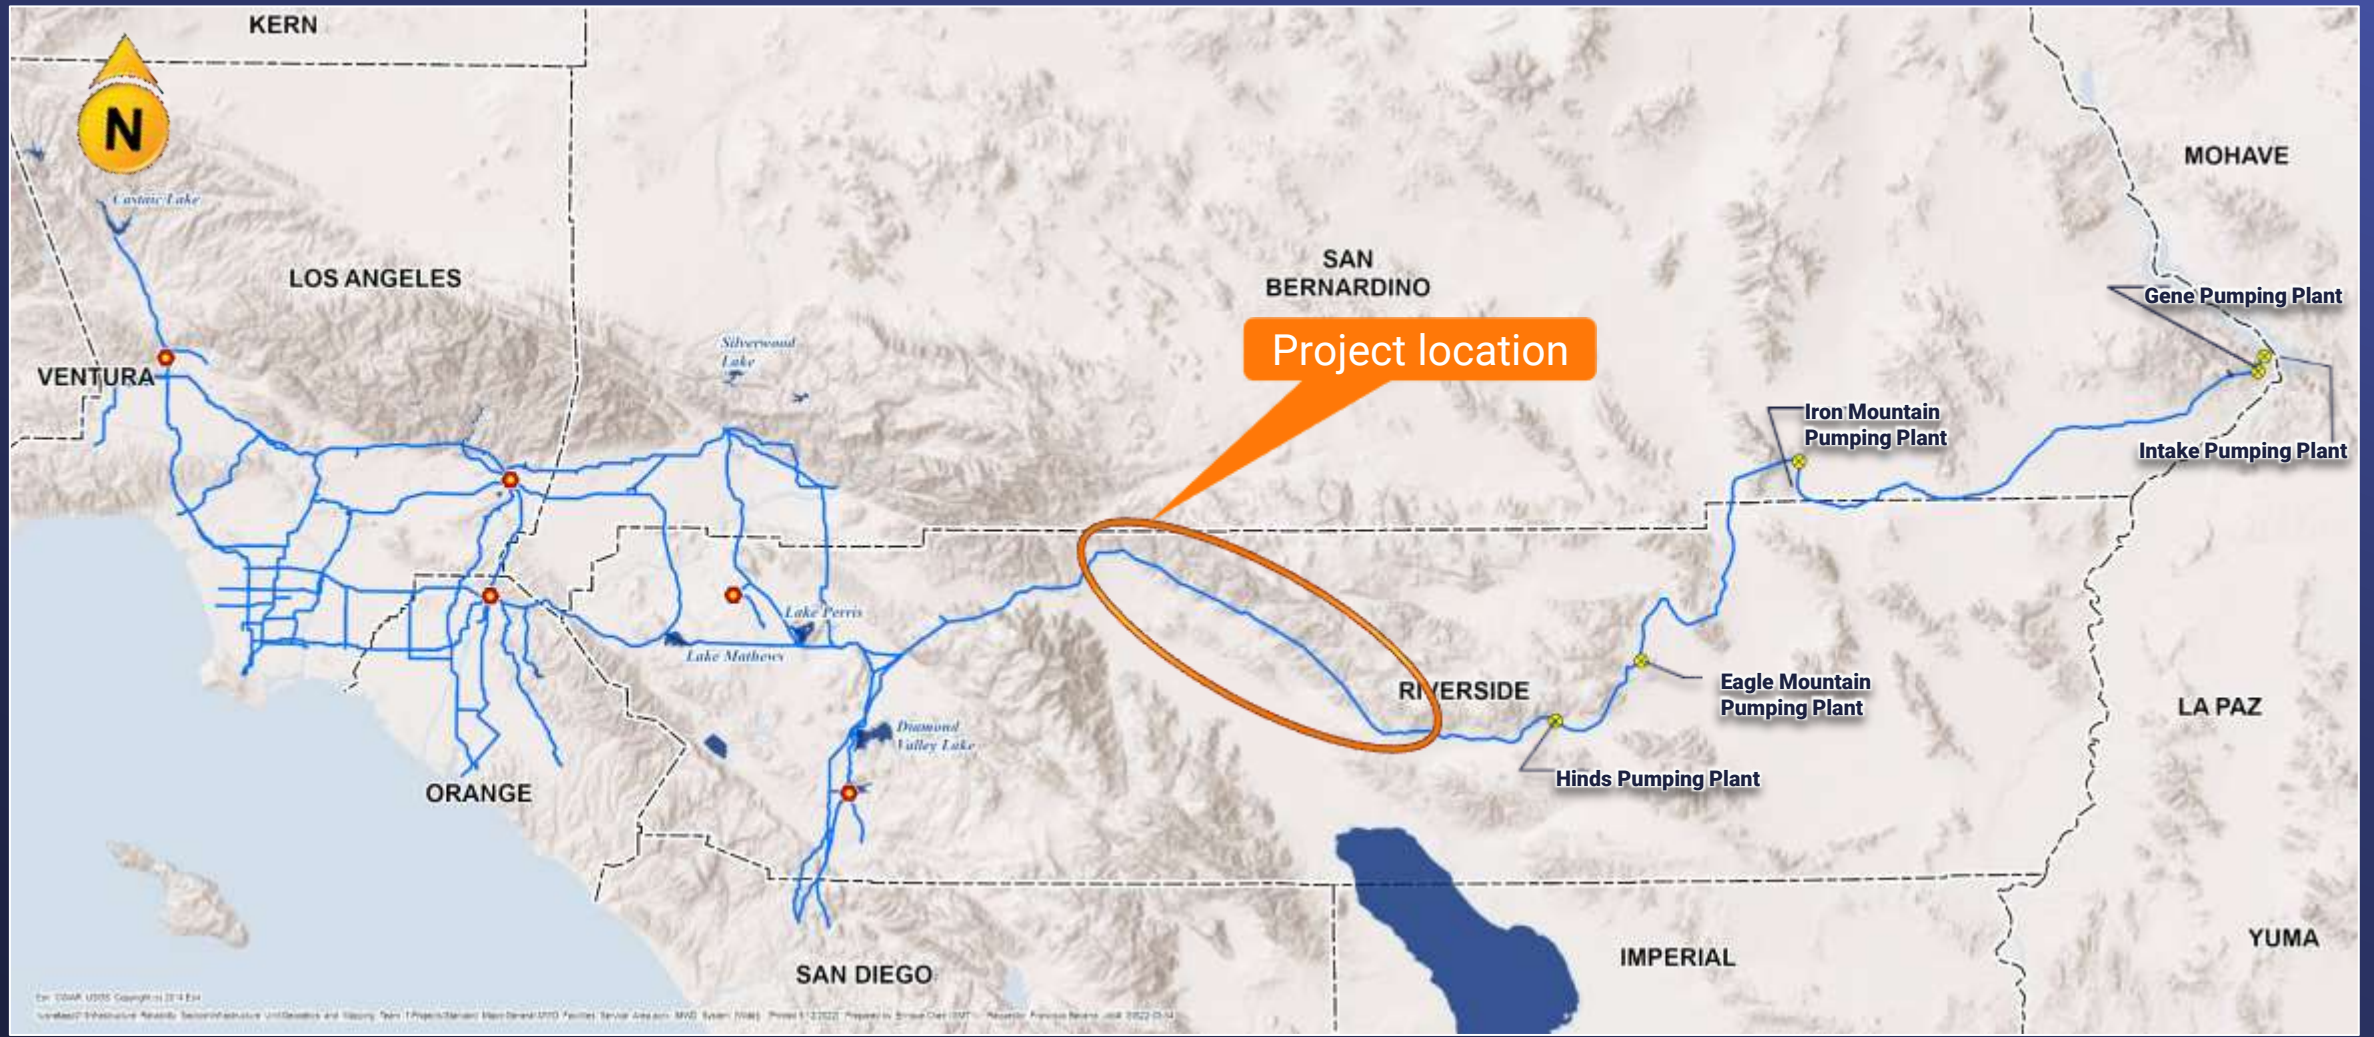 KERN
N
MOHAVE
Castaic Lake
LOS ANGELES
SAN
BERNARDINO
Gene Pumping Plant
Silverwood
Lake
Project location
VENTURA
Iron Mountain
Pumping Plant
Intake Pumping Plant
Lake Perris
Lake Mathews
RIVERSIDE
Eagle Mountain
Pumping Plant
LA PAZ
Diamond
Valley Lake
Hinds Pumping Plant
ORANGE
YUMA
IMPERIAL
SAN DIEGO